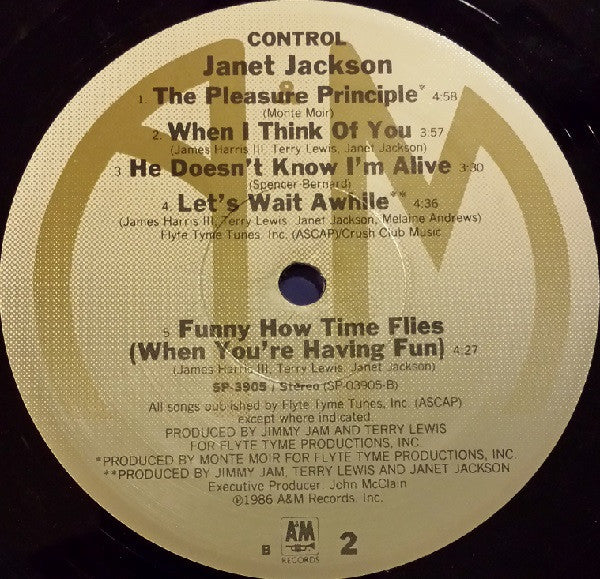 CONTROL
Janet Jackson
1. The Pleasure Principle* 4:58
(Monte Moir)
2. When I Think Of You 3:57
(James Harris III, Terry Lewis, Janet Jackson)
3. He Doesn't Know I'm Alive 3:30
(Spencer Bernard)
4. Let's Wait Awhile** 4:36
(James Harris III, Terry Lewis, Janet Jackson, Melaine Andrews)
Flyte Tyme Tunes, Inc. (ASCAP)/Crush Club Music
5. Funny How Time Flies
(When You're Having Fun) 4:27
(James Harris III, Terry Lewis, Janet Jackson)
SP-3905 / Stereo (SP-03905-B)
All songs published by Flyte Tyme Tunes, Inc. (ASCAP)
except where indicated.
PRODUCED BY JIMMY JAM AND TERRY LEWIS
FOR FLYTE TYME PRODUCTIONS, INC.
*PRODUCED BY MONTE MOIR FOR FLYTE TYME PRODUCTIONS, INC.
**PRODUCED BY JIMMY JAM, TERRY LEWIS AND JANET JACKSON
Executive Producer: John McClain
℗1986 A&M Records, Inc.
B A&M RECORDS 2